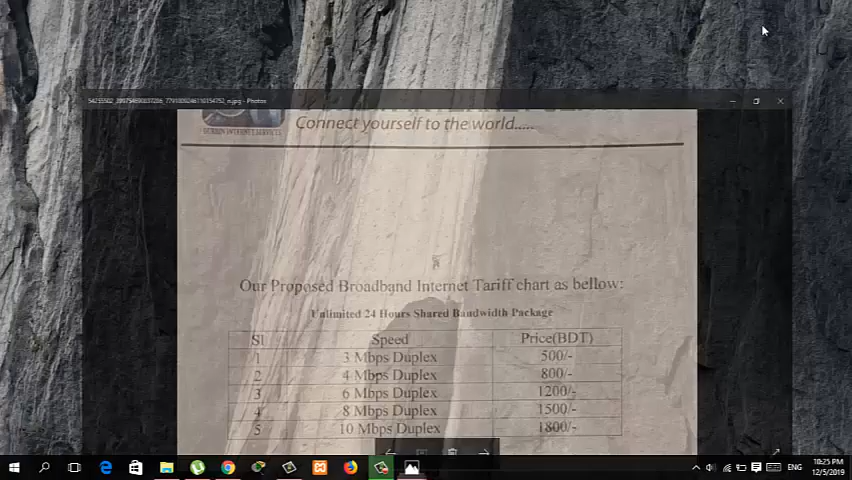 Connect yourself to the world.....
Our Proposed Broadband Internet Tariff chart as bellow:
Unlimited 24 Hours Shared Bandwidth Package
Sl Speed Price(BDT)
1 3 Mbps Duplex 500/-
2 4 Mbps Duplex 800/-
3 6 Mbps Duplex 1200/-
4 8 Mbps Duplex 1500/-
5 10 Mbps Duplex 1800/-
ENG
10:25 PM
12/5/2019